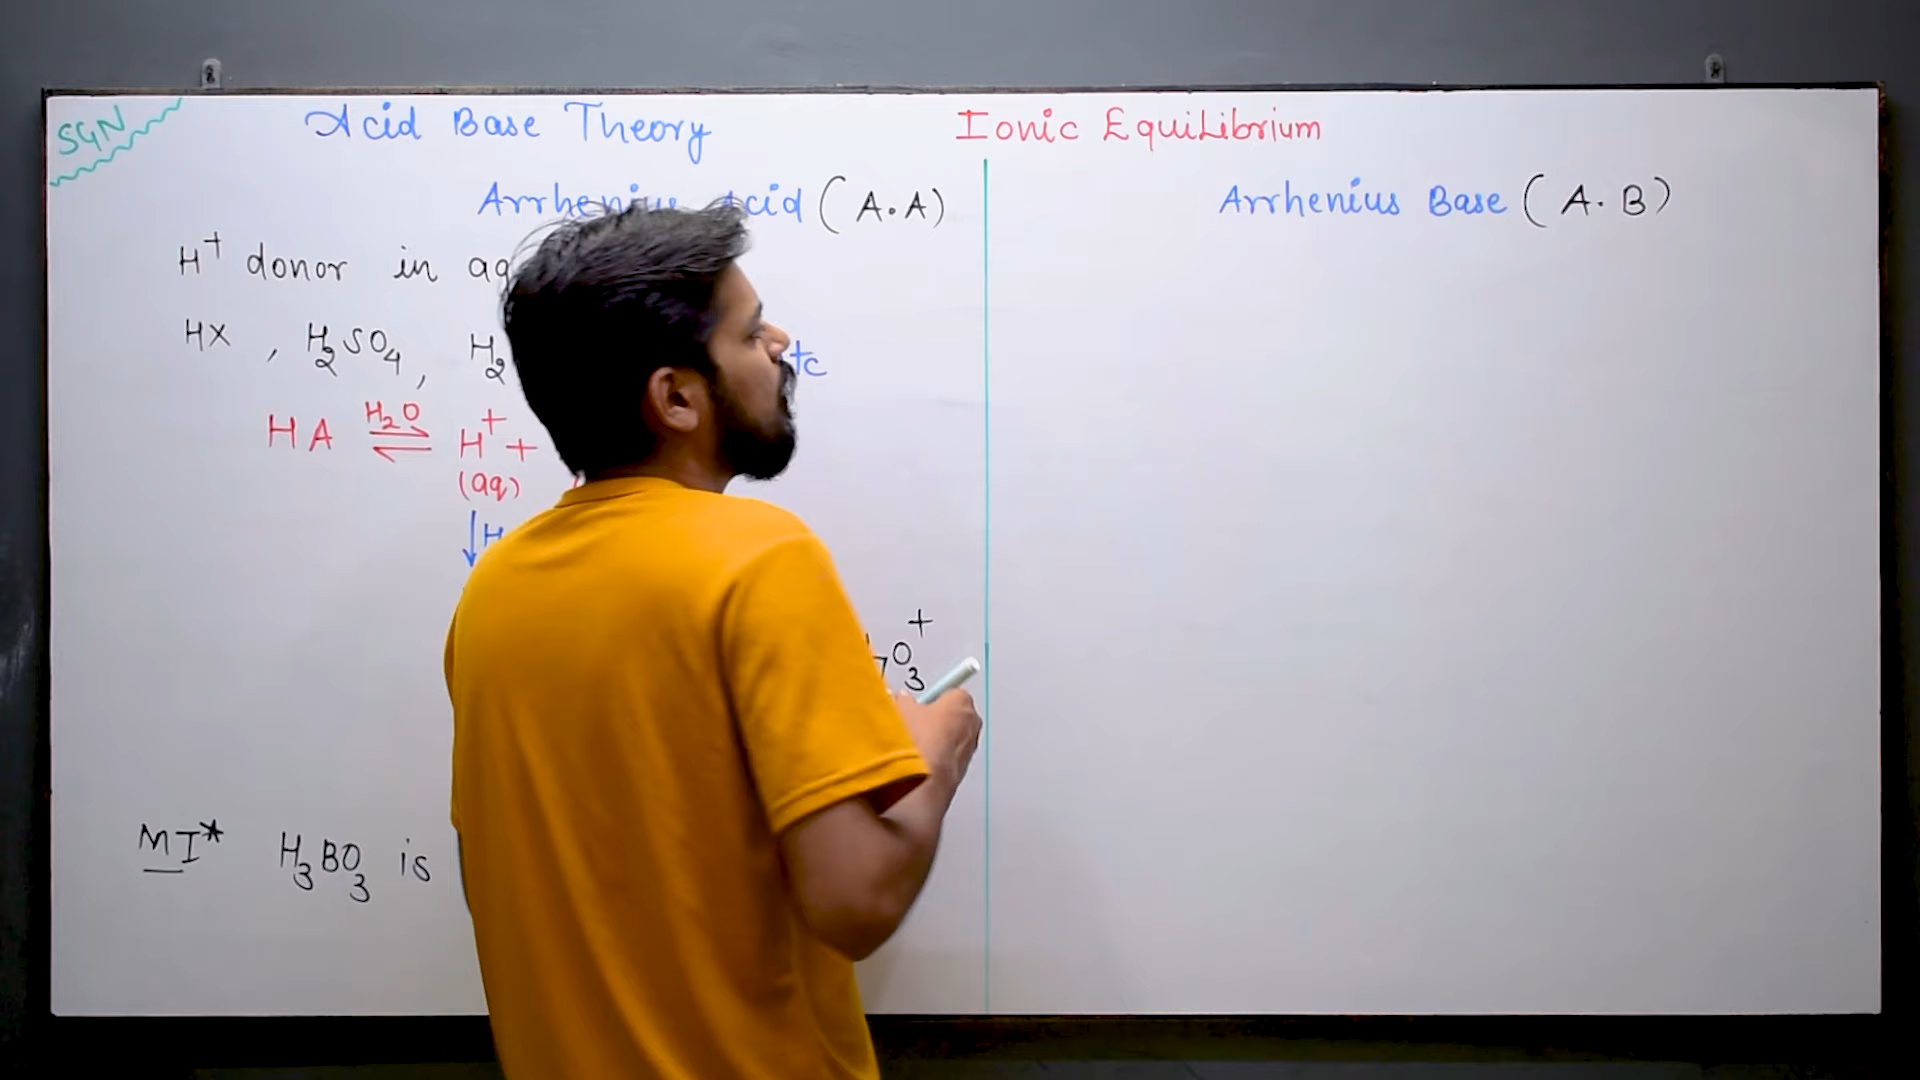 SGN
Acid Base Theory
Ionic Equilibrium
Arrhenius Acid (A.A)
H⁺ donor in aq
HX , H₂SO₄, H₂ etc
HA ⇌ H⁺ +
H₂O
(aq)
↓H
O₃⁺
MI* H₃BO₃ is
Arrhenius Base (A.B)